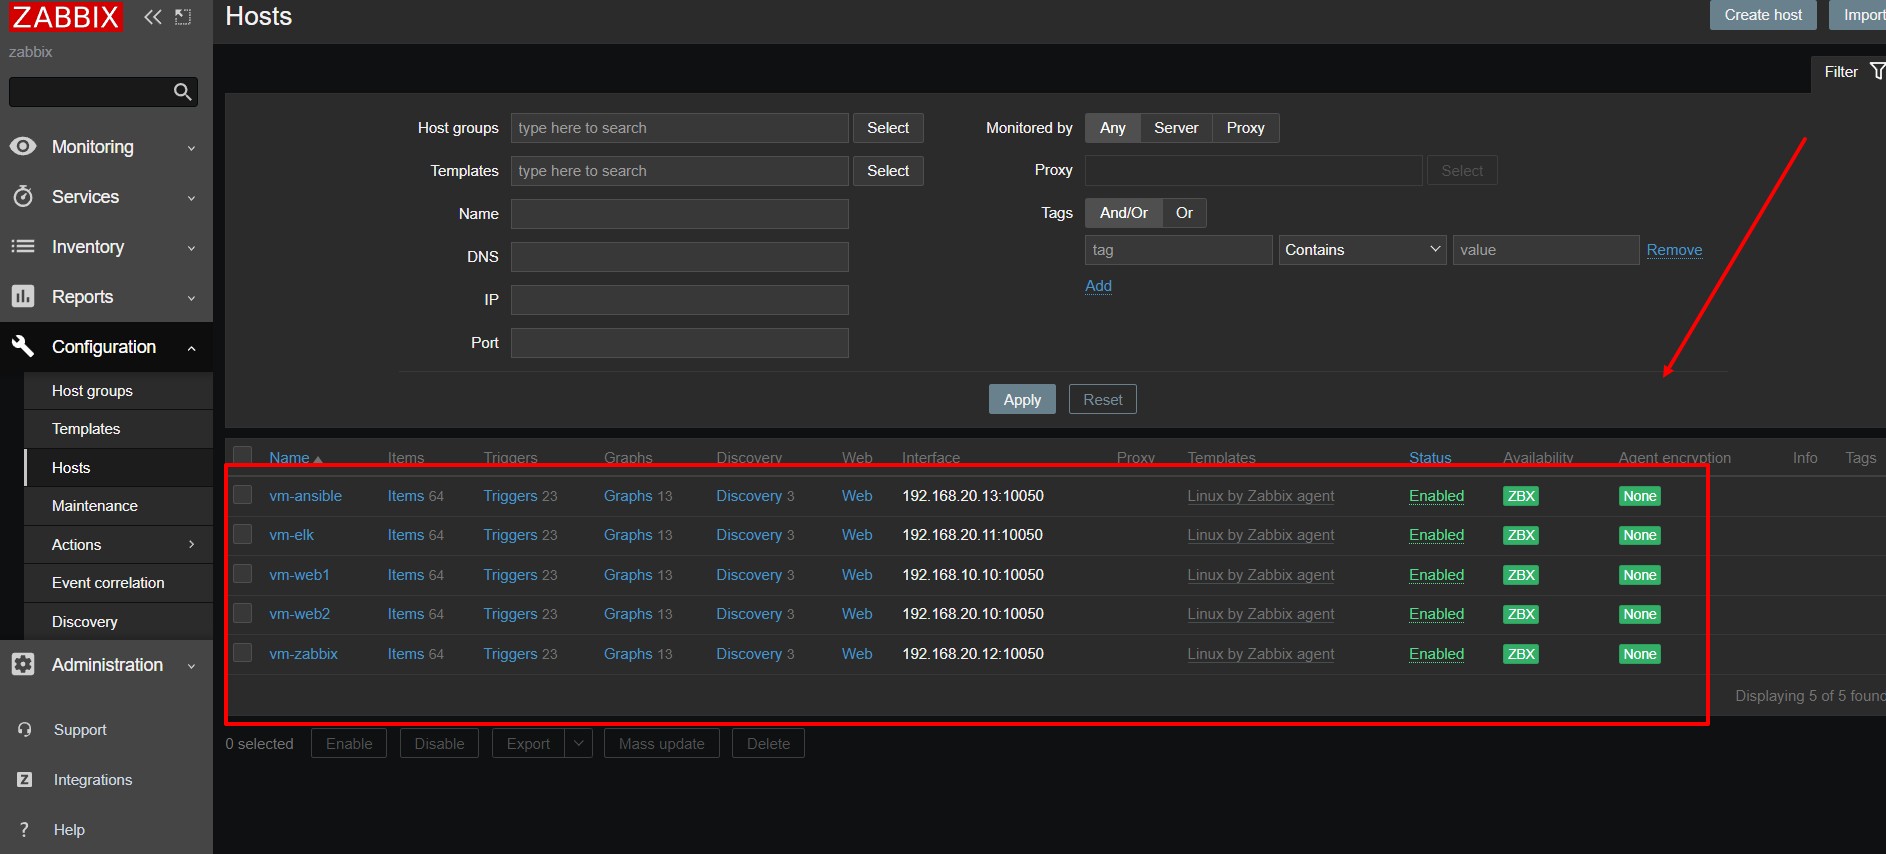 ZABBIX
Hosts
Create host
Import
zabbix
Filter
Monitoring
Services
Inventory
Reports
Configuration
Host groups
Templates
Hosts
Maintenance
Actions
Event correlation
Discovery
Administration
Support
Integrations
? Help
Host groups type here to search Select
Templates type here to search Select
Name
DNS
IP
Port
Monitored by Any Server Proxy
Proxy Select
Tags And/Or Or
tag Contains value Remove
Add
Apply Reset
Name Items Triggers Graphs Discovery Web Interface Proxy Templates Status Availability Agent encryption Info Tags
vm-ansible Items 64 Triggers 23 Graphs 13 Discovery 3 Web 192.168.20.13:10050 Linux by Zabbix agent Enabled ZBX None
vm-elk Items 64 Triggers 23 Graphs 13 Discovery 3 Web 192.168.20.11:10050 Linux by Zabbix agent Enabled ZBX None
vm-web1 Items 64 Triggers 23 Graphs 13 Discovery 3 Web 192.168.10.10:10050 Linux by Zabbix agent Enabled ZBX None
vm-web2 Items 64 Triggers 23 Graphs 13 Discovery 3 Web 192.168.20.10:10050 Linux by Zabbix agent Enabled ZBX None
vm-zabbix Items 64 Triggers 23 Graphs 13 Discovery 3 Web 192.168.20.12:10050 Linux by Zabbix agent Enabled ZBX None
Displaying 5 of 5 found
0 selected Enable Disable Export Mass update Delete